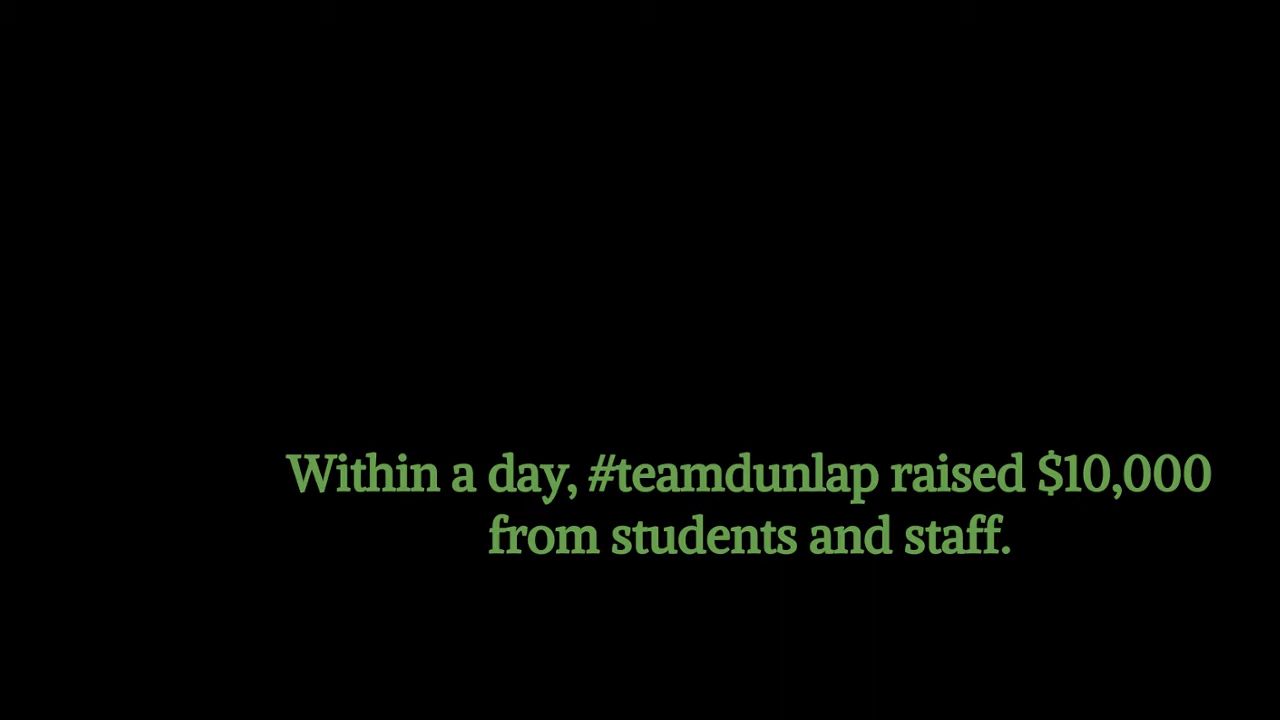 Within a day, #teamdunlap raised $10,000
from students and staff.